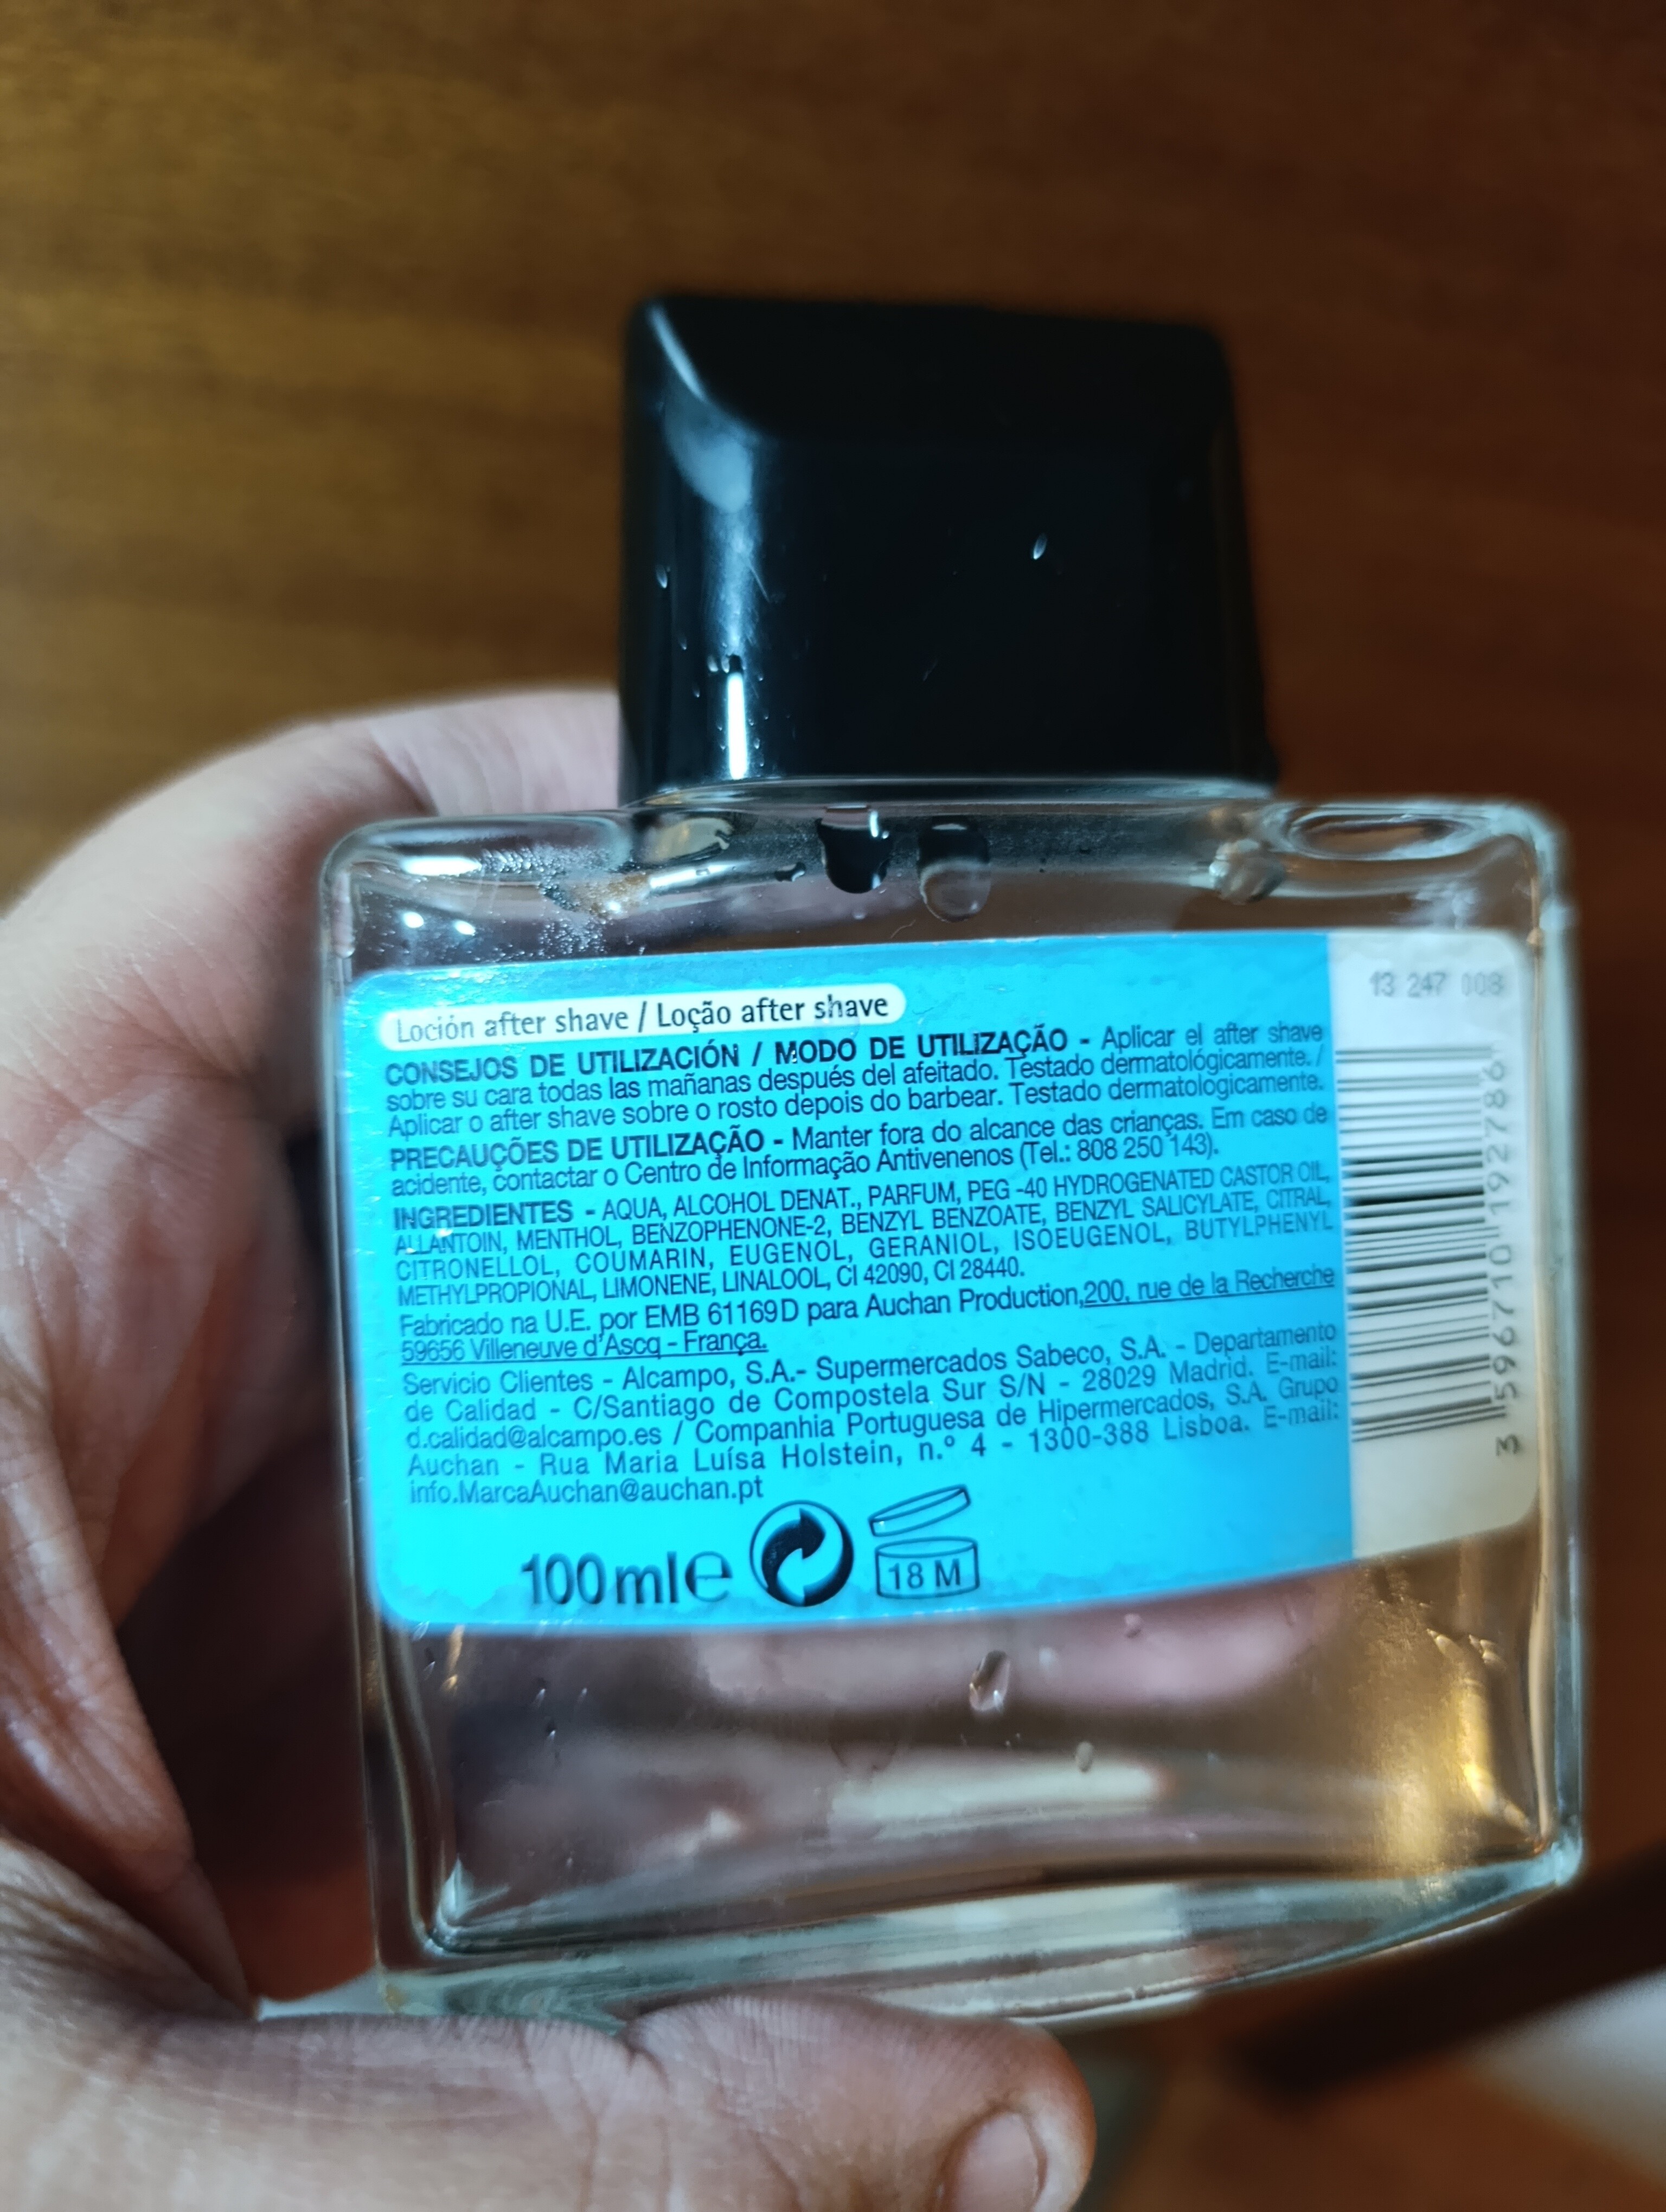 13 247 008
Loción after shave / Loção after shave
CONSEJOS DE UTILIZACIÓN / MODO DE UTILIZAÇÃO - Aplicar el after shave
sobre su cara todas las mañanas después del afeitado. Testado dermatológicamente. /
Aplicar o after shave sobre o rosto depois do barbear. Testado dermatologicamente.
PRECAUÇÕES DE UTILIZAÇÃO - Manter fora do alcance das crianças. Em caso de
acidente, contactar o Centro de Informação Antivenenos (Tel.: 808 250 143).
INGREDIENTES - AQUA, ALCOHOL DENAT., PARFUM, PEG -40 HYDROGENATED CASTOR OIL,
ALLANTOIN, MENTHOL, BENZOPHENONE-2, BENZYL BENZOATE, BENZYL SALICYLATE, CITRAL,
CITRONELLOL, COUMARIN, EUGENOL, GERANIOL, ISOEUGENOL, BUTYLPHENYL
METHYLPROPIONAL, LIMONENE, LINALOOL, CI 42090, CI 28440.
Fabricado na U.E. por EMB 61169D para Auchan Production,200, rue de la Recherche
59656 Villeneuve d'Ascq - França.
Servicio Clientes - Alcampo, S.A.- Supermercados Sabeco, S.A. - Departamento
de Calidad - C/Santiago de Compostela Sur S/N - 28029 Madrid. E-mail:
d.calidad@alcampo.es / Companhia Portuguesa de Hipermercados, S.A. Grupo
Auchan - Rua Maria Luísa Holstein, n.º 4 - 1300-388 Lisboa. E-mail:
info.MarcaAuchan@auchan.pt
100ml℮
18 M
3 596710 192786